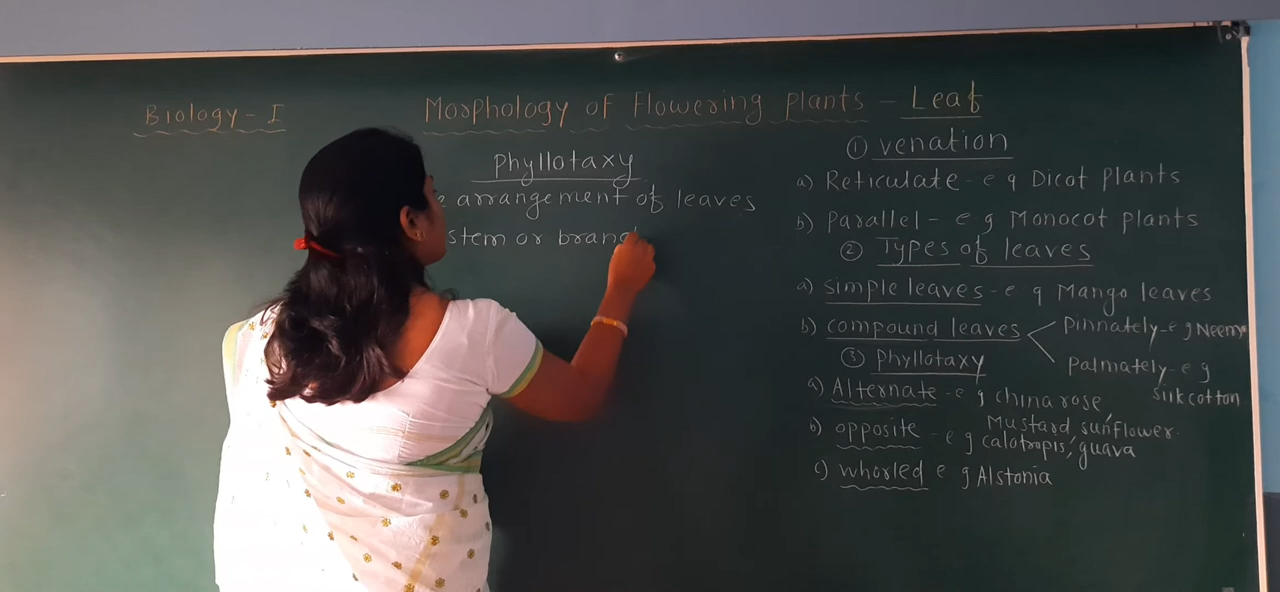 Biology - I
Morphology of Flowering Plants - Leaf
Phyllotaxy
arrangement of leaves
stem or branc
① venation
a) Reticulate - e g Dicot plants
b) Parallel - e g Monocot plants
② Types of leaves
a) simple leaves - e g Mango leaves
b) compound leaves < Pinnately - e g Neem
Palmately - e g
silk cotton
③ Phyllotaxy
a) Alternate - e g china rose,
Mustard sunflower.
b) opposite - e g calotropis, guava
c) whorled e g Alstonia